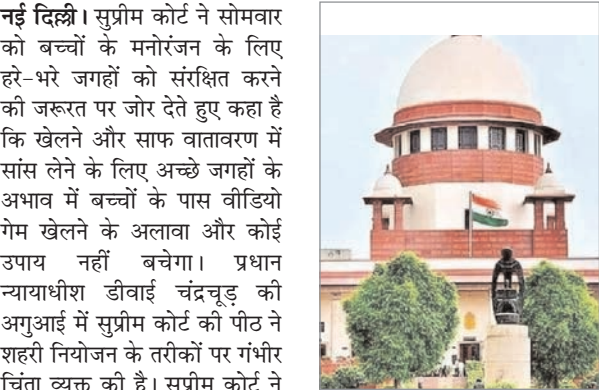 नई दिल्ली। सुप्रीम कोर्ट ने सोमवार
को बच्चों के मनोरंजन के लिए
हरे-भरे जगहों को संरक्षित करने
की जरूरत पर जोर देते हुए कहा है
कि खेलने और साफ वातावरण में
सांस लेने के लिए अच्छे जगहों के
अभाव में बच्चों के पास वीडियो
गेम खेलने के अलावा और कोई
उपाय नहीं बचेगा। प्रधान
न्यायाधीश डीवाई चंद्रचूड़ की
अगुआई में सुप्रीम कोर्ट की पीठ ने
शहरी नियोजन के तरीकों पर गंभीर
चिंता व्यक्त की है। सुप्रीम कोर्ट ने